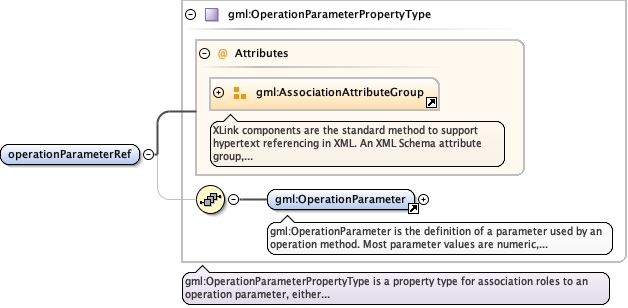 gml:OperationParameterPropertyType
@ Attributes
gml:AssociationAttributeGroup
XLink components are the standard method to support
hypertext referencing in XML. An XML Schema attribute
group,...
operationParameterRef
gml:OperationParameter
gml:OperationParameter is the definition of a parameter used by an
operation method. Most parameter values are numeric,...
gml:OperationParameterPropertyType is a property type for association roles to an
operation parameter, either...